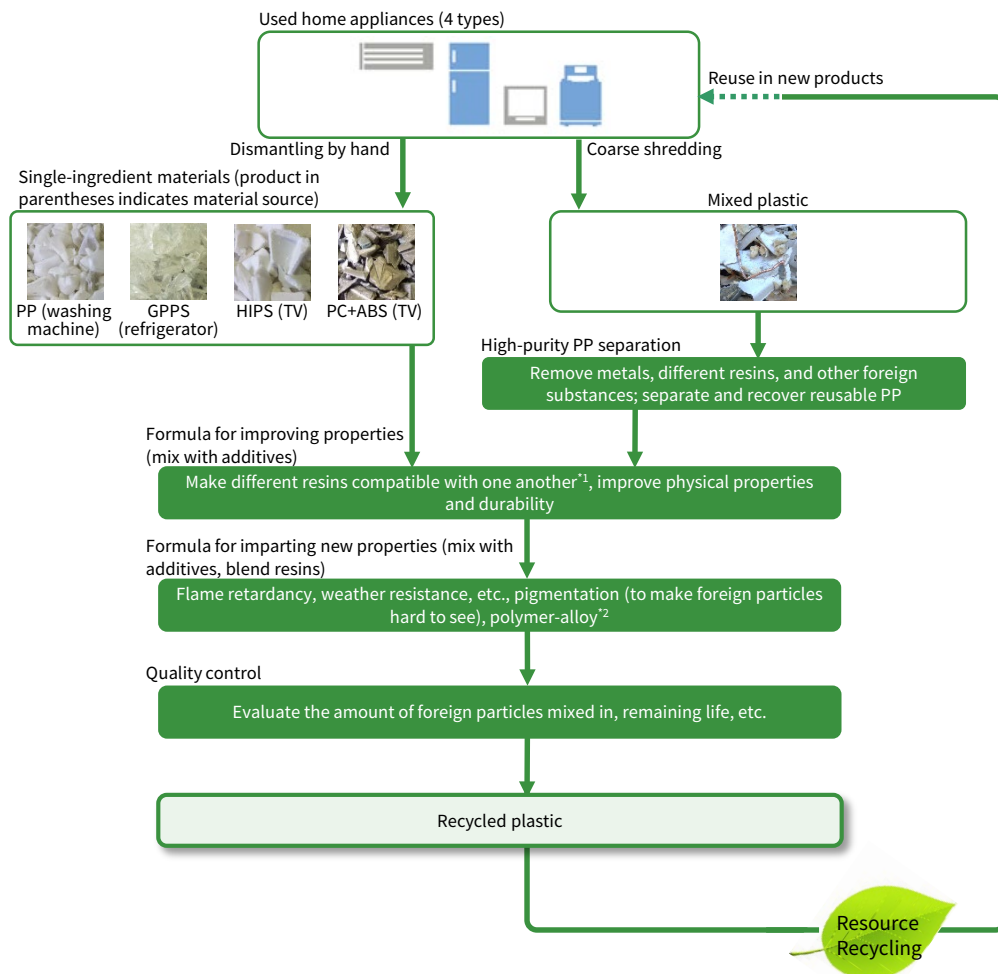 Used home appliances (4 types)
Reuse in new products
Dismantling by hand
Coarse shredding
Single-ingredient materials (product in
parentheses indicates material source)
Mixed plastic
PP (washing
machine)
GPPS
(refrigerator)
HIPS (TV)
PC+ABS (TV)
High-purity PP separation
Remove metals, different resins, and other foreign
substances; separate and recover reusable PP
Formula for improving properties
(mix with additives)
Make different resins compatible with one another*1, improve physical properties
and durability
Formula for imparting new properties (mix with
additives, blend resins)
Flame retardancy, weather resistance, etc., pigmentation (to make foreign particles
hard to see), polymer-alloy*2
Quality control
Evaluate the amount of foreign particles mixed in, remaining life, etc.
Recycled plastic
Resource
Recycling